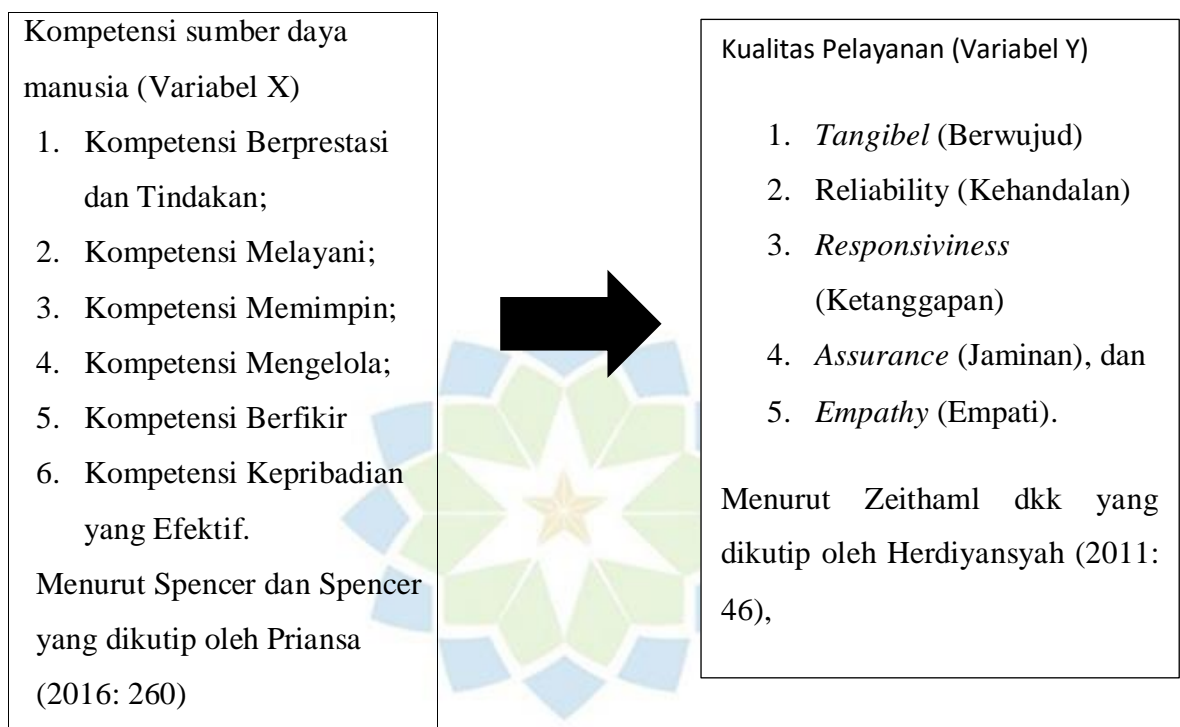 Kompetensi sumber daya
manusia (Variabel X)
1. Kompetensi Berprestasi
dan Tindakan;
2. Kompetensi Melayani;
3. Kompetensi Memimpin;
4. Kompetensi Mengelola;
5. Kompetensi Berfikir
6. Kompetensi Kepribadian
yang Efektif.
Menurut Spencer dan Spencer
yang dikutip oleh Priansa
(2016: 260)
Kualitas Pelayanan (Variabel Y)
1. Tangibel (Berwujud)
2. Reliability (Kehandalan)
3. Responsiviness
(Ketanggapan)
4. Assurance (Jaminan), dan
5. Empathy (Empati).
Menurut Zeithaml dkk yang
dikutip oleh Herdiyansyah (2011:
46),